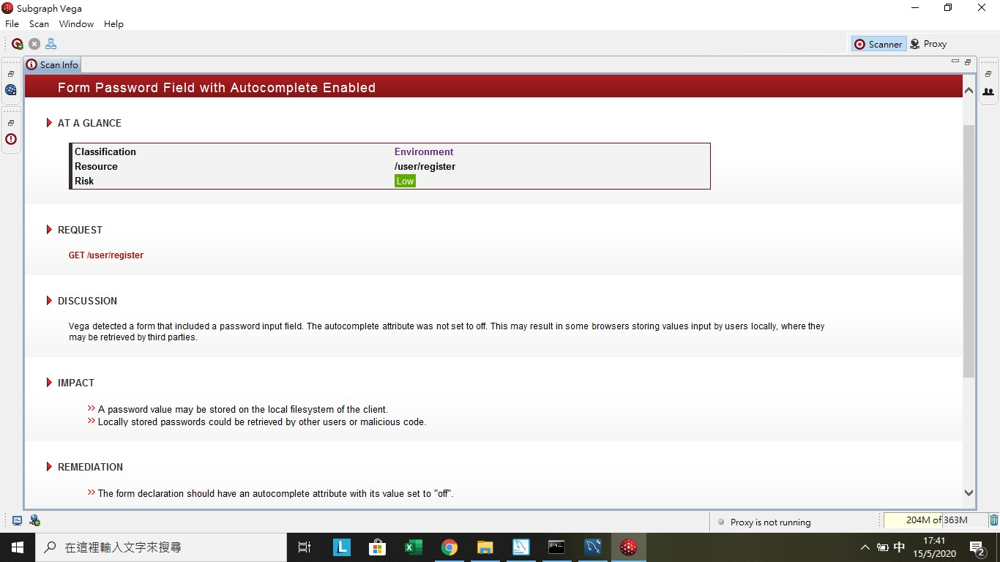 Subgraph Vega
File Scan Window Help
Scanner Proxy
Scan Info
Form Password Field with Autocomplete Enabled
AT A GLANCE
Classification Environment
Resource /user/register
Risk Low
REQUEST
GET /user/register
DISCUSSION
Vega detected a form that included a password input field. The autocomplete attribute was not set to off. This may result in some browsers storing values input by users locally, where they
may be retrieved by third parties.
IMPACT
A password value may be stored on the local filesystem of the client.
Locally stored passwords could be retrieved by other users or malicious code.
REMEDIATION
The form declaration should have an autocomplete attribute with its value set to "off".
Proxy is not running
204M of 363M
在這裡輸入文字來搜尋
L
中
17:41
15/5/2020
2